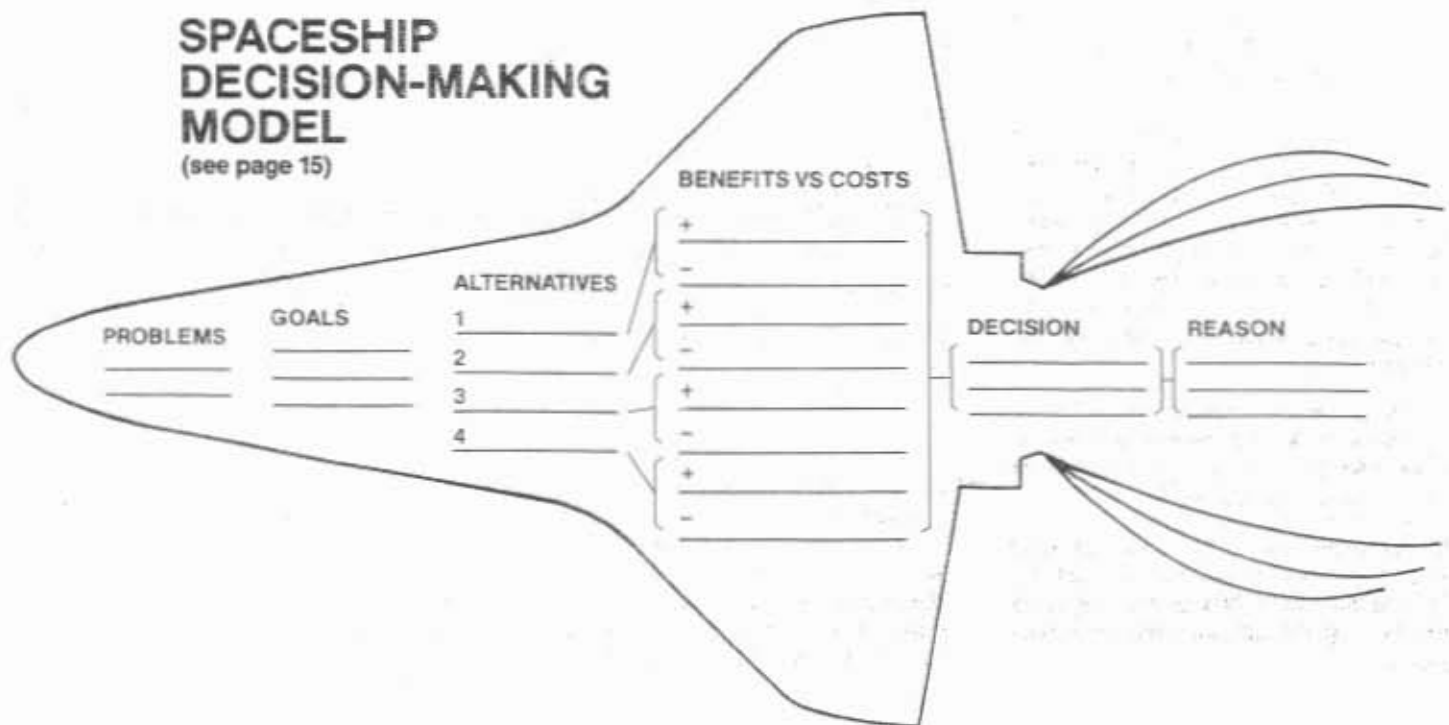 SPACESHIP
DECISION-MAKING
MODEL
(see page 15)
PROBLEMS
GOALS
ALTERNATIVES
1
2
3
4
BENEFITS VS COSTS
+
−
+
−
+
−
+
−
DECISION
REASON